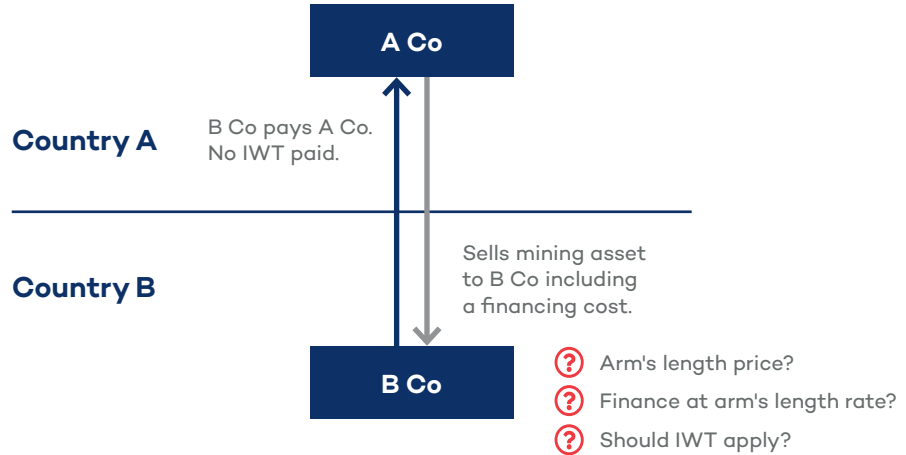 A Co
Country A
B Co pays A Co.
No IWT paid.
Country B
Sells mining asset
to B Co including
a financing cost.
B Co
? Arm's length price?
? Finance at arm's length rate?
? Should IWT apply?